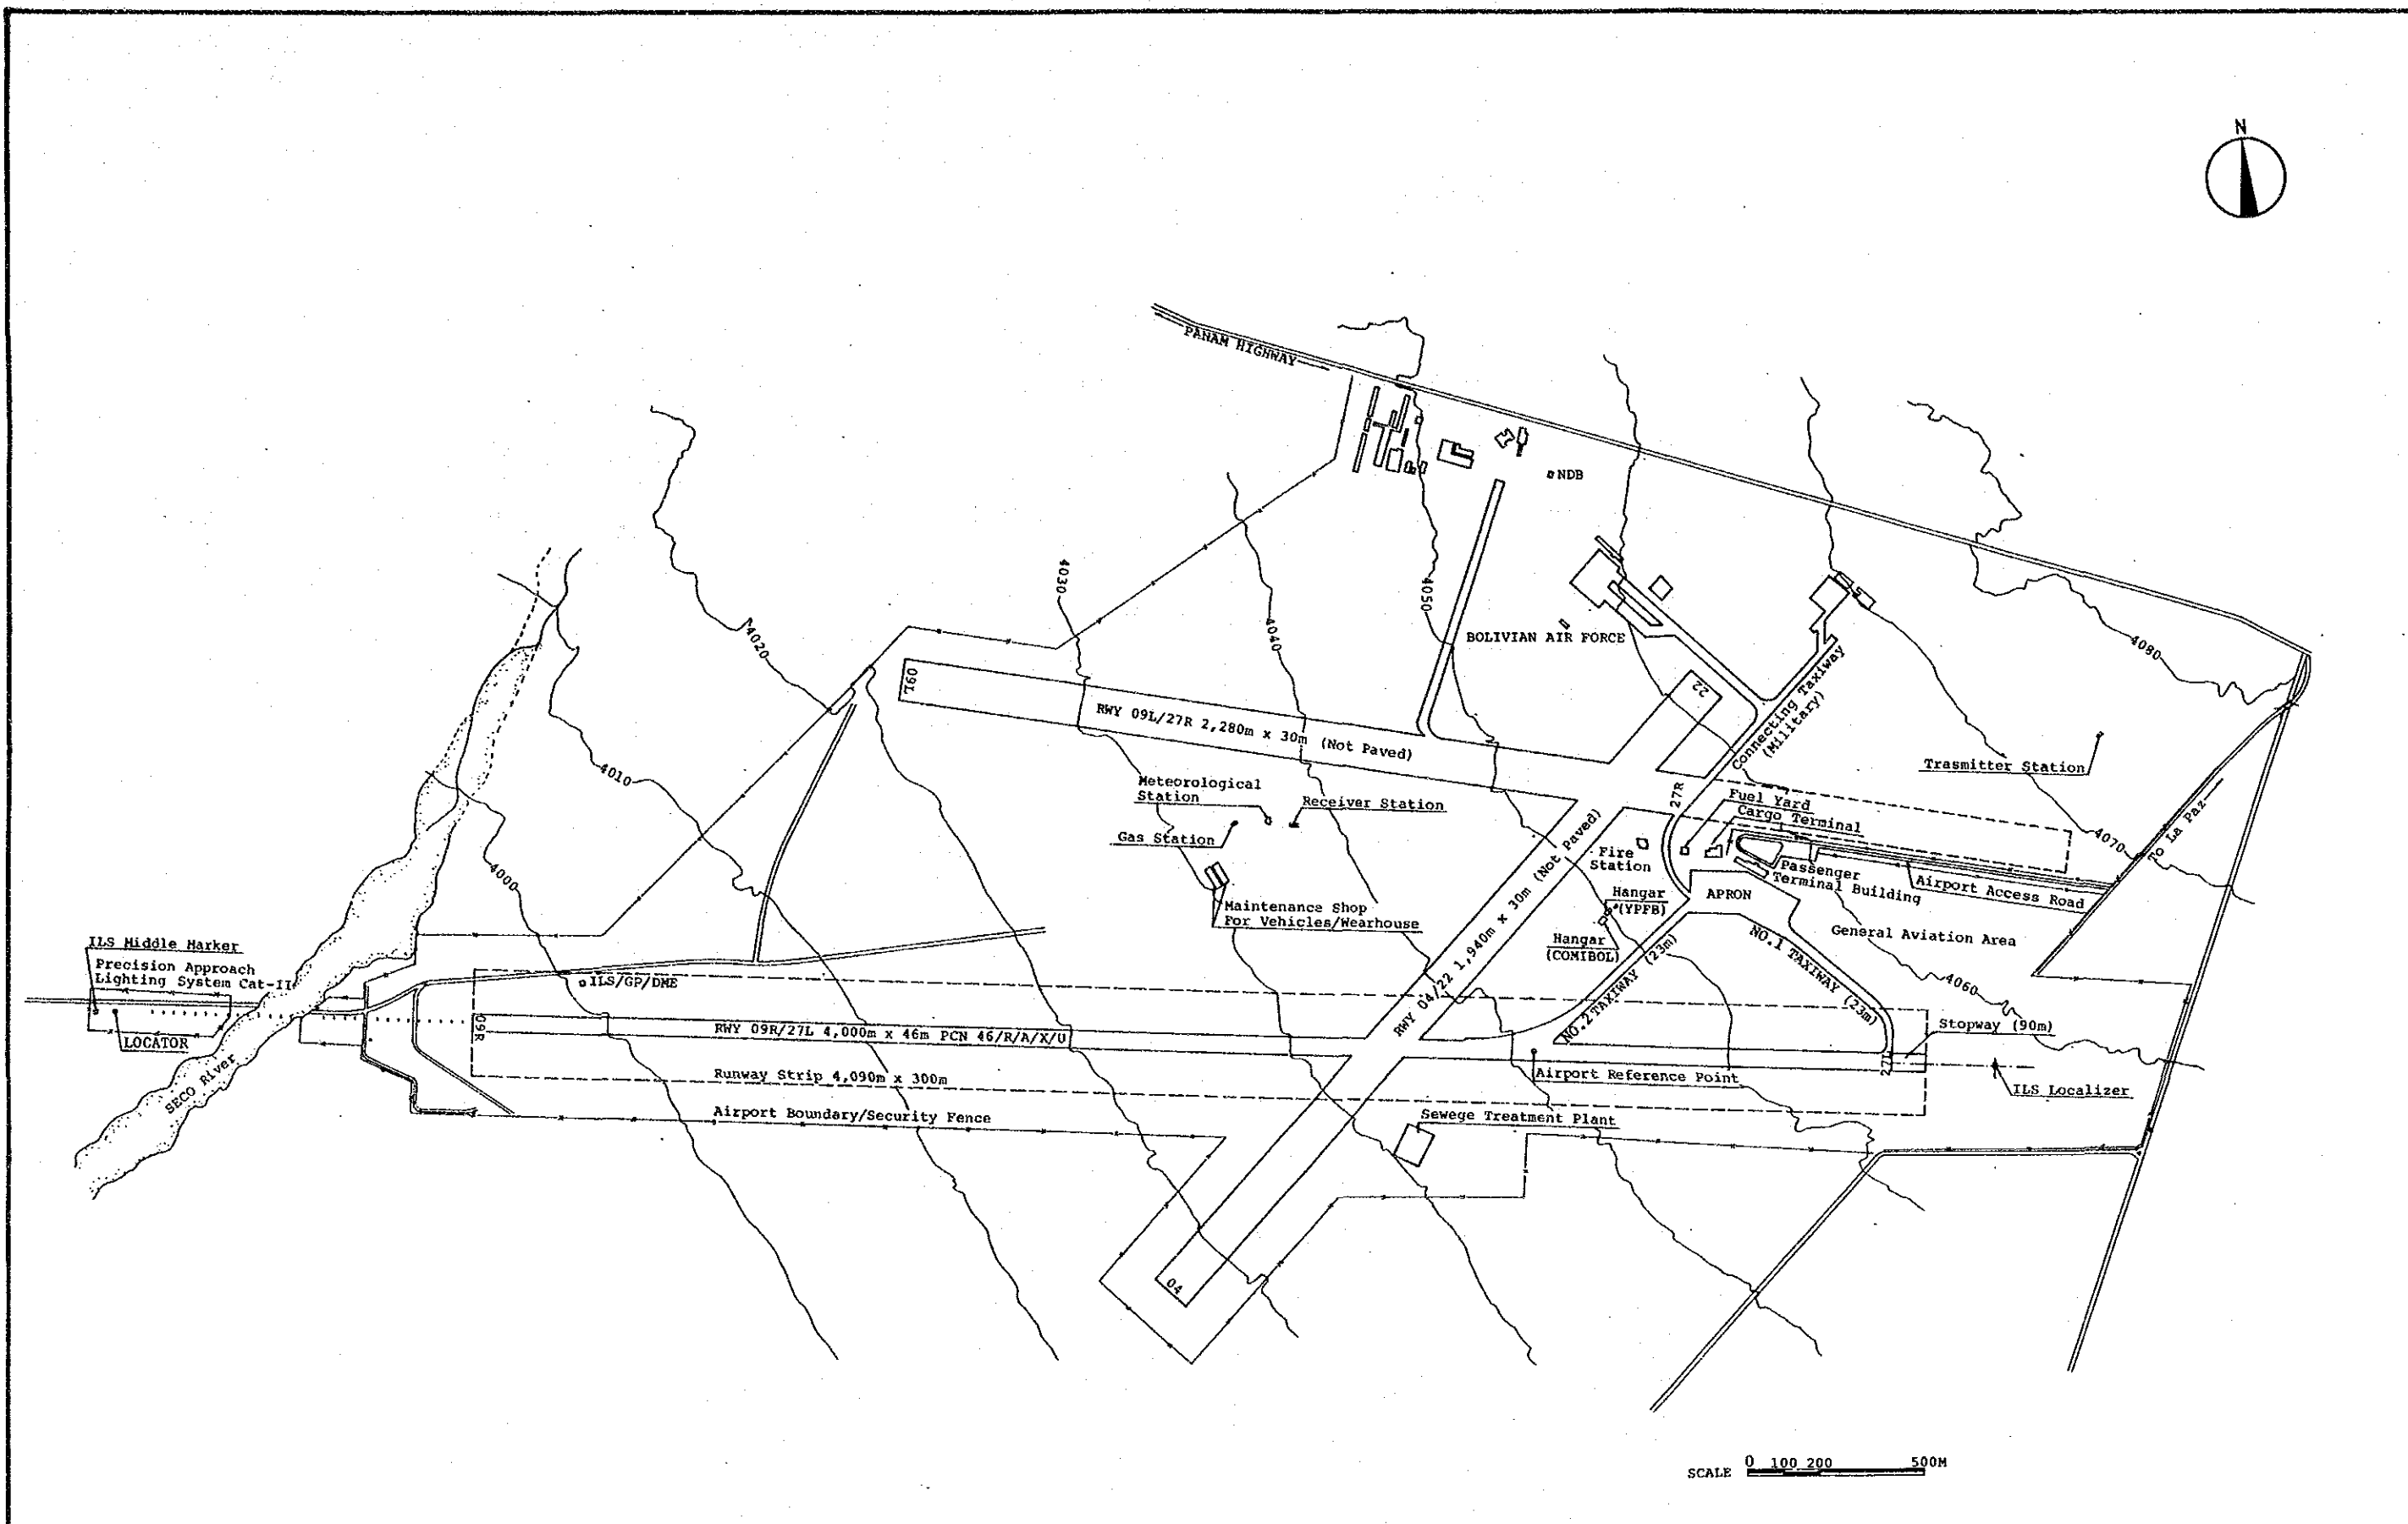 N
PANAM HIGHWAY
NDB
4030
4050
4040
4020
BOLIVIAN AIR FORCE
4080
09L
22
Connecting Taxiway
(Military)
RWY 09L/27R 2,280m x 30m (Not Paved)
4010
Trasmitter Station
Meteorological
Station
Receiver Station
27R
Fuel Yard
Cargo Terminal
Gas Station
4070
To La Paz
Fire
Station
Passenger
Terminal Building
Airport Access Road
4000
Hangar
(YPFB)
APRON
Maintenance Shop
For Vehicles/Wearhouse
RWY 04/22 1,940m x 30m (Not Paved)
General Aviation Area
Hangar
(COMIBOL)
NO.1 TAXIWAY (23m)
NO.2 TAXIWAY (23m)
ILS Middle Marker
Precision Approach
Lighting System Cat-II
ILS/GP/DME
4060
LOCATOR
09R
RWY 09R/27L 4,000m x 46m PCN 46/R/A/X/U
Stopway (90m)
27L
SECO River
Runway Strip 4,090m x 300m
Airport Reference Point
ILS Localizer
Airport Boundary/Security Fence
Sewege Treatment Plant
04
SCALE 0 100 200 500M